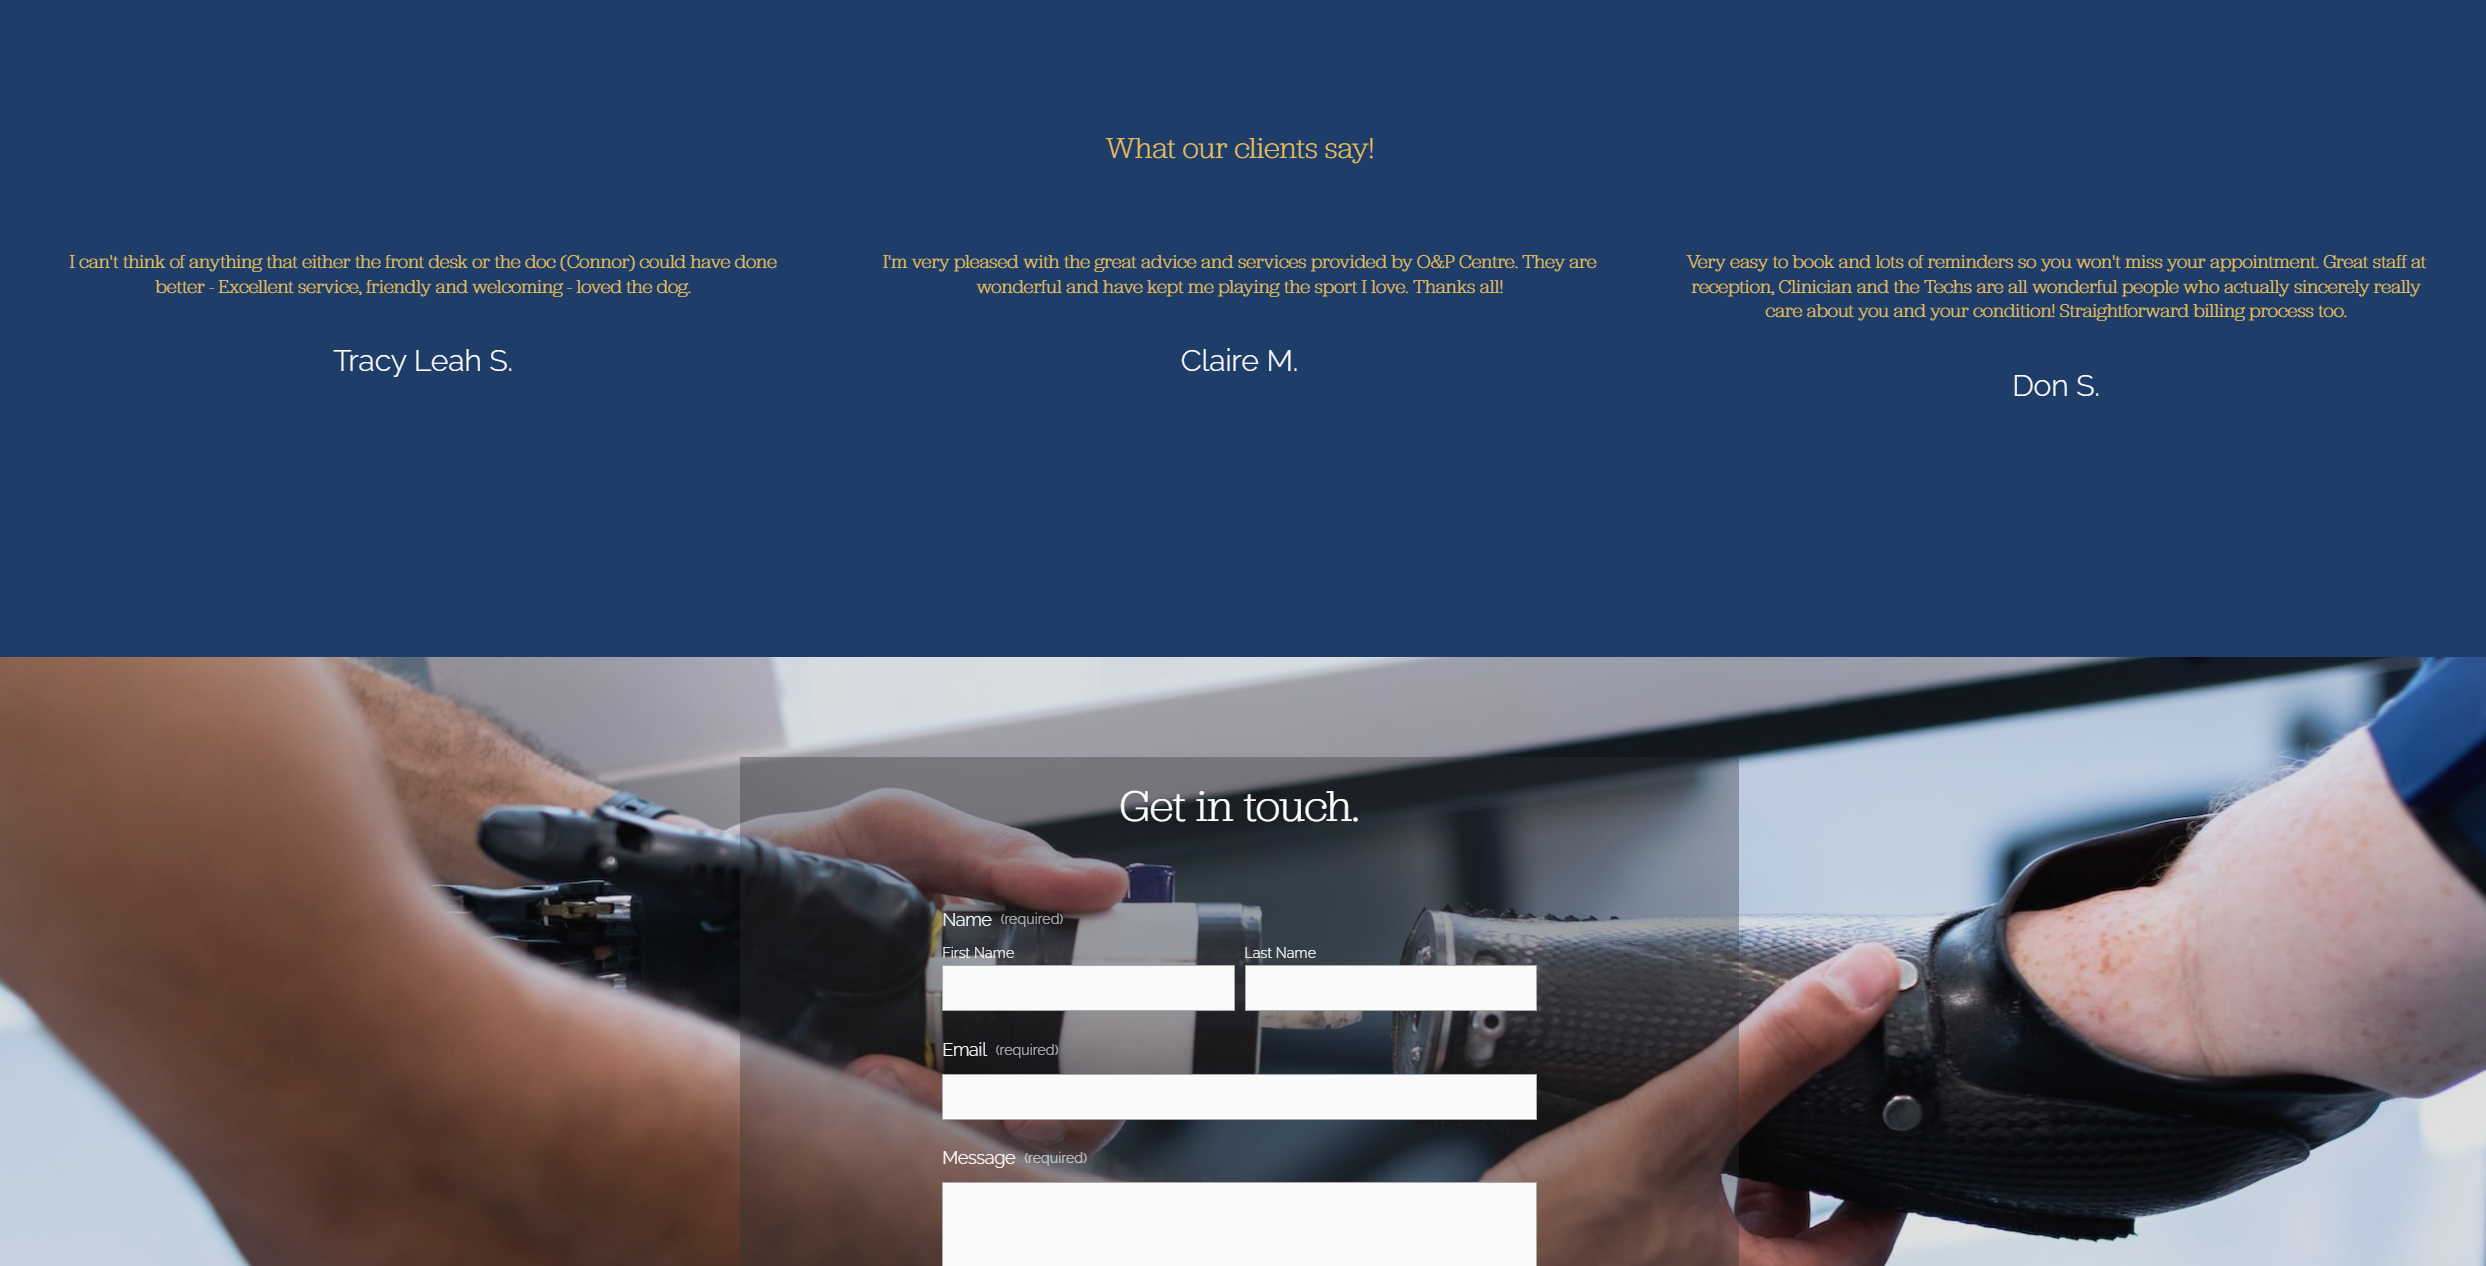 What our clients say!
I can't think of anything that either the front desk or the doc (Connor) could have done
better - Excellent service, friendly and welcoming - loved the dog.
Tracy Leah S.
I'm very pleased with the great advice and services provided by O&P Centre. They are
wonderful and have kept me playing the sport I love. Thanks all!
Claire M.
Very easy to book and lots of reminders so you won't miss your appointment. Great staff at
reception, Clinician and the Techs are all wonderful people who actually sincerely really
care about you and your condition! Straightforward billing process too.
Don S.
Get in touch.
Name (required)
First Name
Last Name
Email (required)
Message (required)